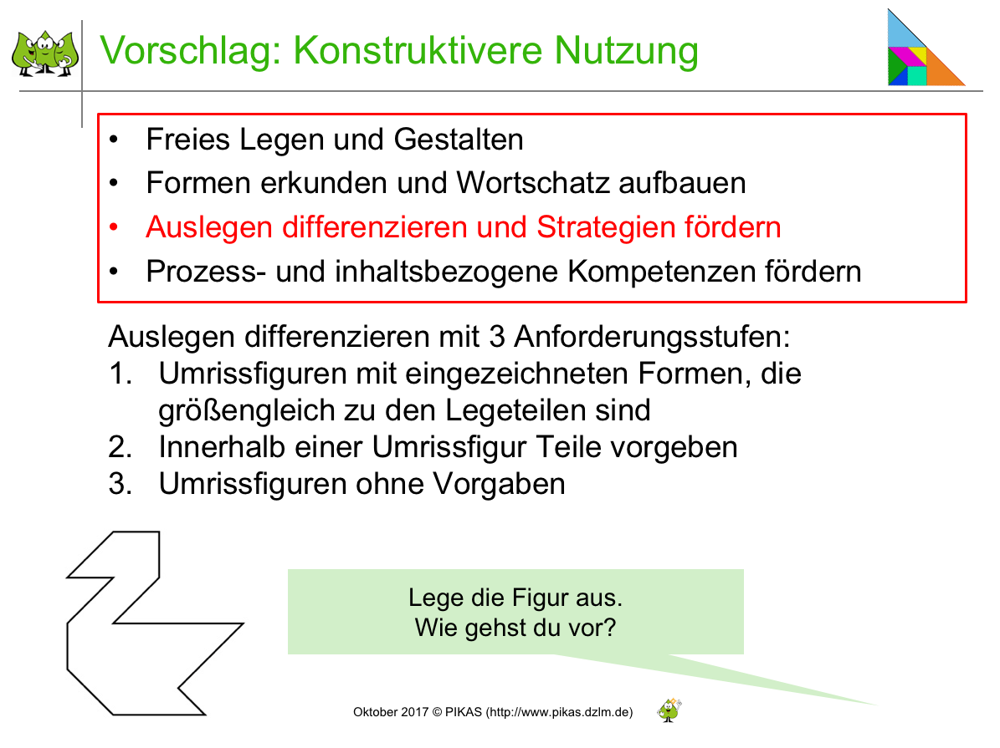 Vorschlag: Konstruktivere Nutzung
• Freies Legen und Gestalten
• Formen erkunden und Wortschatz aufbauen
• Auslegen differenzieren und Strategien fördern
• Prozess- und inhaltsbezogene Kompetenzen fördern
Auslegen differenzieren mit 3 Anforderungsstufen:
1. Umrissfiguren mit eingezeichneten Formen, die
größengleich zu den Legeteilen sind
2. Innerhalb einer Umrissfigur Teile vorgeben
3. Umrissfiguren ohne Vorgaben
Lege die Figur aus.
Wie gehst du vor?
Oktober 2017 © PIKAS (http://www.pikas.dzlm.de)